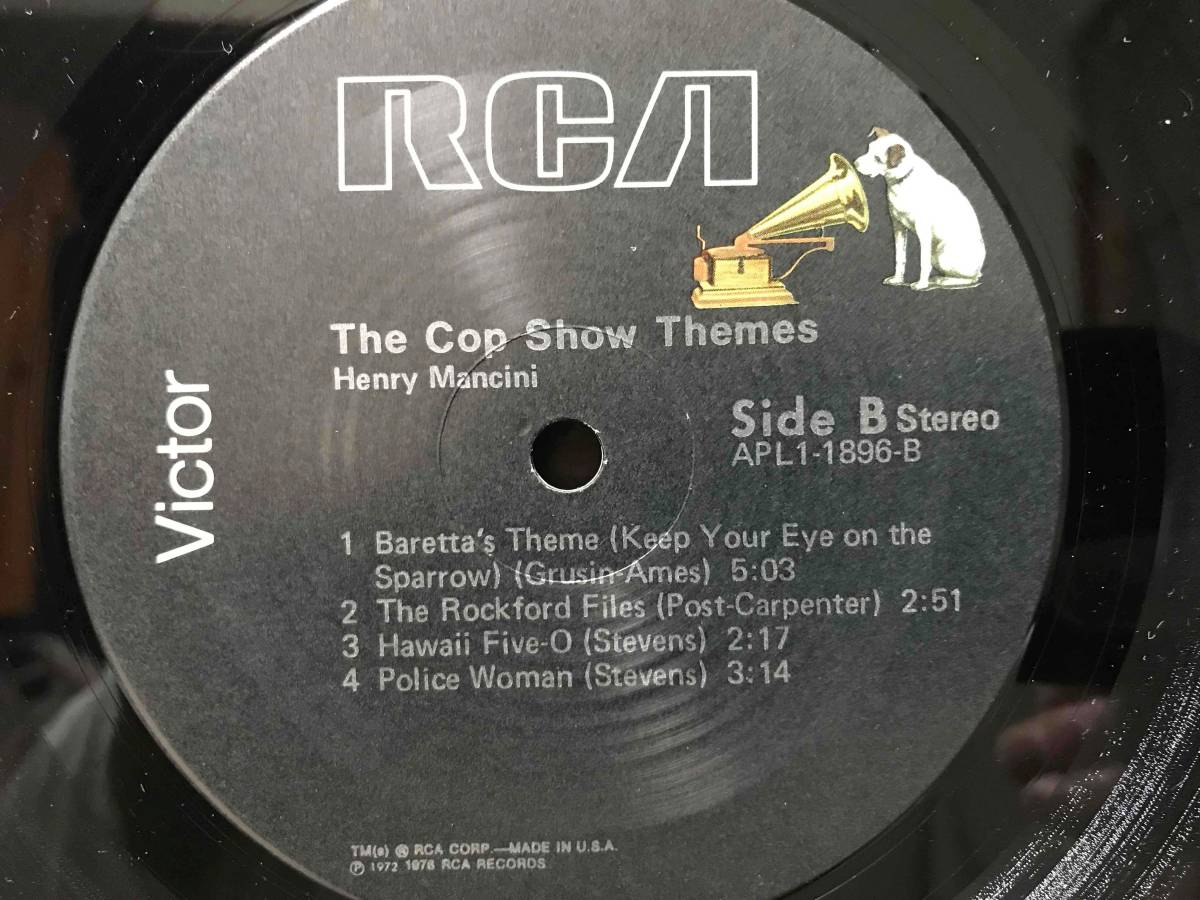 RCA
The Cop Show Themes
Henry Mancini
Victor
Side B Stereo
APL1-1896-B
1 Baretta's Theme (Keep Your Eye on the
Sparrow) (Grusin-Ames) 5:03
2 The Rockford Files (Post-Carpenter) 2:51
3 Hawaii Five-O (Stevens) 2:17
4 Police Woman (Stevens) 3:14
TM(s) ® RCA CORP.—MADE IN U.S.A.
℗ 1972 1976 RCA RECORDS